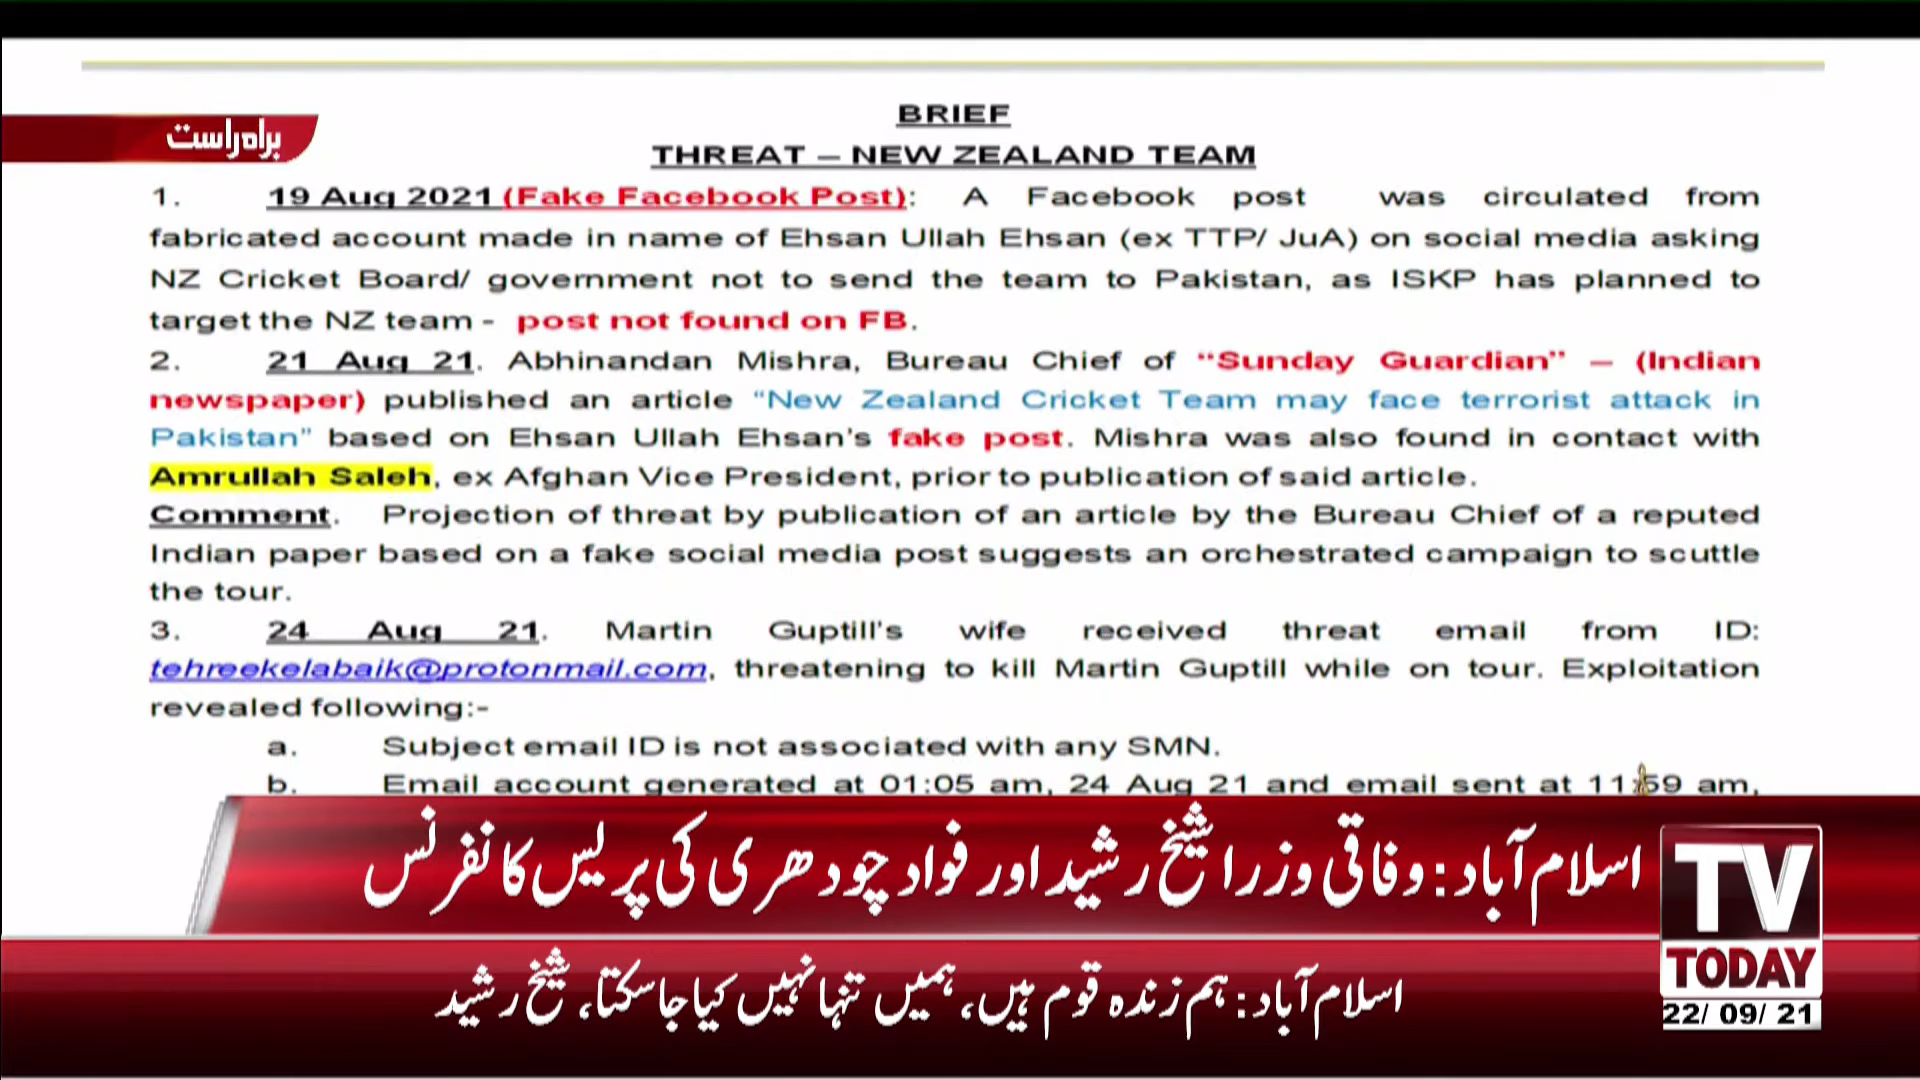 BRIEF
براہ راست
THREAT – NEW ZEALAND TEAM
1. 19 Aug 2021 (Fake Facebook Post): A Facebook post was circulated from
fabricated account made in name of Ehsan Ullah Ehsan (ex TTP/ JuA) on social media asking
NZ Cricket Board/ government not to send the team to Pakistan, as ISKP has planned to
target the NZ team - post not found on FB.
2. 21 Aug 21. Abhinandan Mishra, Bureau Chief of "Sunday Guardian" – (Indian
newspaper) published an article "New Zealand Cricket Team may face terrorist attack in
Pakistan" based on Ehsan Ullah Ehsan's fake post. Mishra was also found in contact with
Amrullah Saleh, ex Afghan Vice President, prior to publication of said article.
Comment. Projection of threat by publication of an article by the Bureau Chief of a reputed
Indian paper based on a fake social media post suggests an orchestrated campaign to scuttle
the tour.
3. 24 Aug 21. Martin Guptill's wife received threat email from ID:
tehreekelabaik@protonmail.com, threatening to kill Martin Guptill while on tour. Exploitation
revealed following:-
a. Subject email ID is not associated with any SMN.
b. Email account generated at 01:05 am, 24 Aug 21 and email sent at 11:59 am,
اسلام آباد: وفاقی وزرا شیخ رشید اور فواد چودھری کی پریس کانفرنس
اسلام آباد: ہم زندہ قوم ہیں، ہمیں تنہا نہیں کیا جا سکتا، شیخ رشید
TV
TODAY
22/ 09/ 21